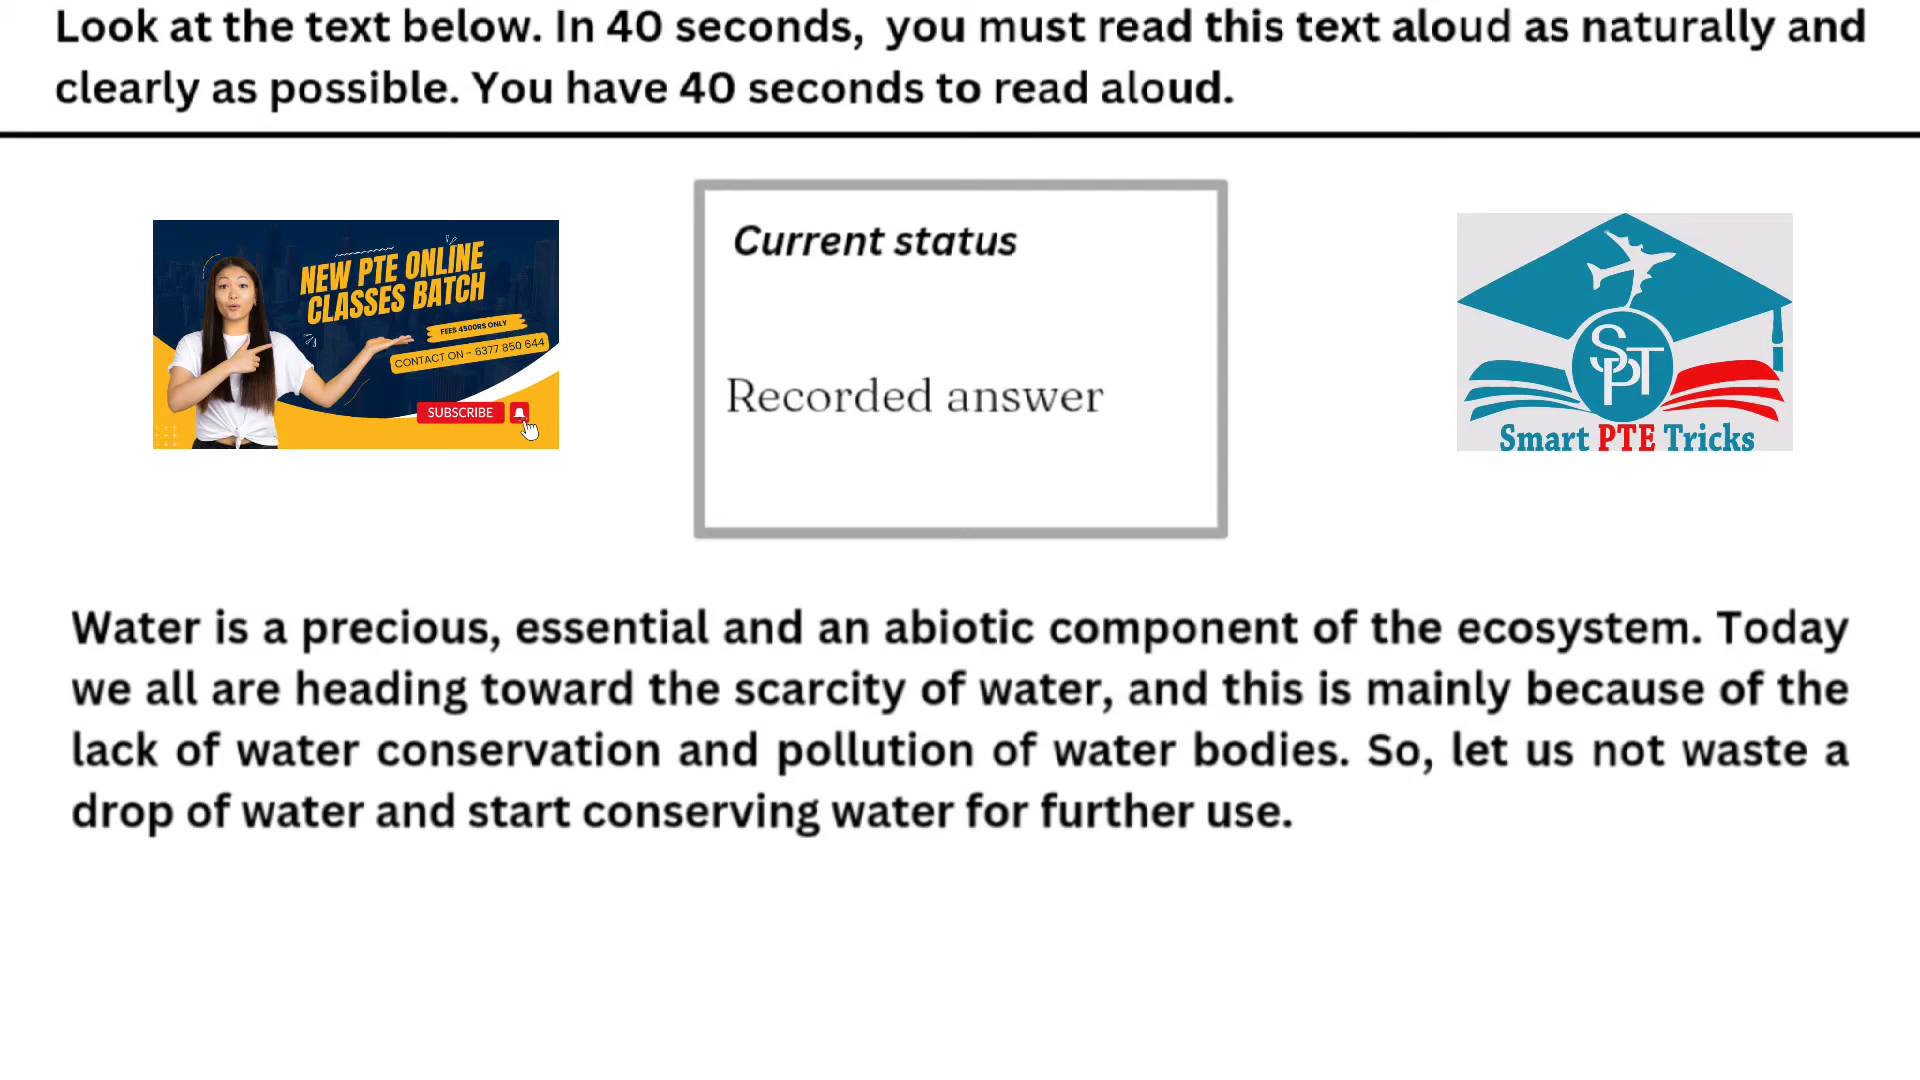 Look at the text below. In 40 seconds, you must read this text aloud as naturally and
clearly as possible. You have 40 seconds to read aloud.
NEW PTE ONLINE
CLASSES BATCH
FEES 4500RS ONLY
CONTACT ON - 6377 850 644
SUBSCRIBE
Current status
Recorded answer
SPT
Smart PTE Tricks
Water is a precious, essential and an abiotic component of the ecosystem. Today
we all are heading toward the scarcity of water, and this is mainly because of the
lack of water conservation and pollution of water bodies. So, let us not waste a
drop of water and start conserving water for further use.